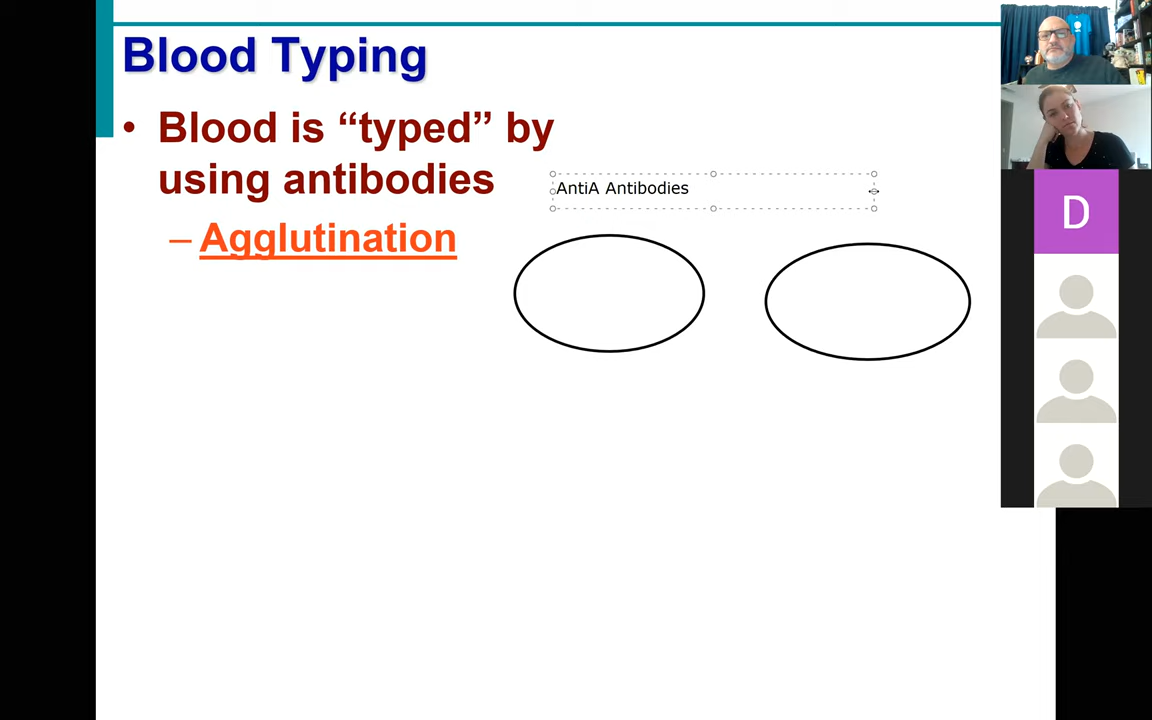 Blood Typing
• Blood is “typed” by
using antibodies
– Agglutination
AntiA Antibodies
D